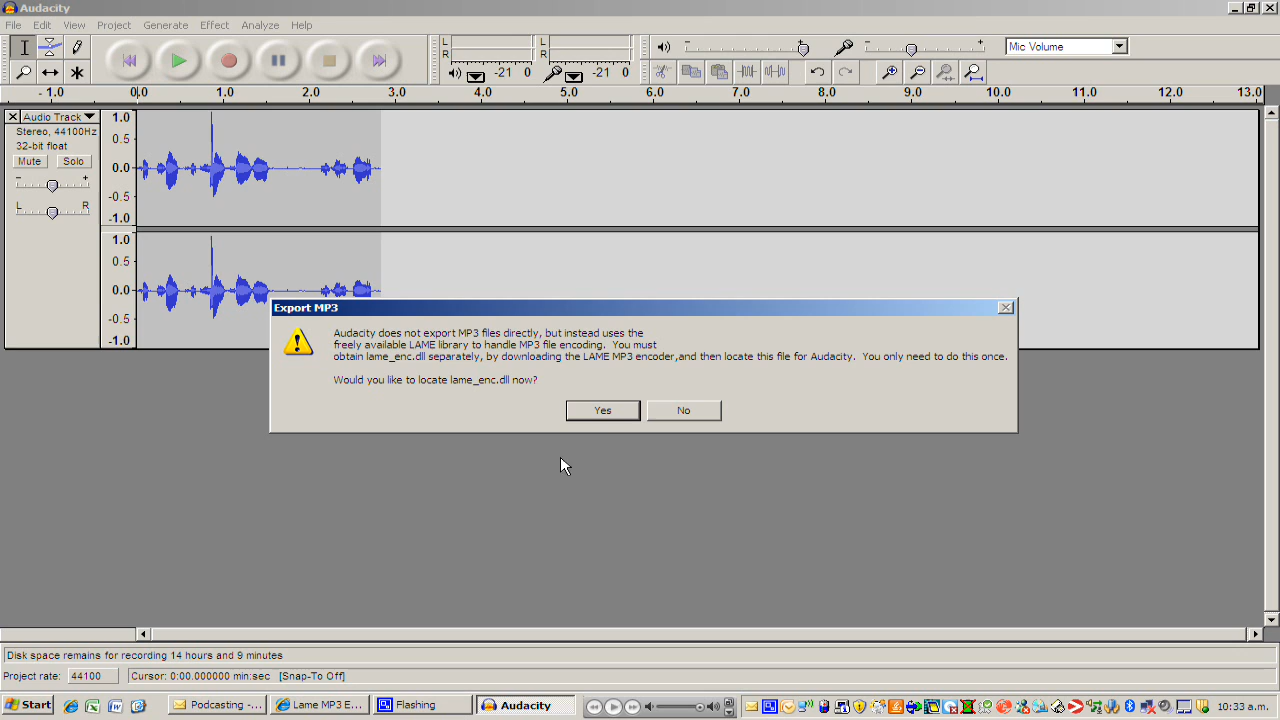 Audacity
File Edit View Project Generate Effect Analyze Help
L R -21 0 L R -21 0 Mic Volume
- 1.0 0.0 1.0 2.0 3.0 4.0 5.0 6.0 7.0 8.0 9.0 10.0 11.0 12.0 13.0
Audio Track
Stereo, 44100Hz
32-bit float
Mute Solo
- +
L R
1.0
0.5
0.0
-0.5
-1.0
1.0
0.5
0.0
-0.5
-1.0
Export MP3
Audacity does not export MP3 files directly, but instead uses the
freely available LAME library to handle MP3 file encoding. You must
obtain lame_enc.dll separately, by downloading the LAME MP3 encoder,and then locate this file for Audacity. You only need to do this once.
Would you like to locate lame_enc.dll now?
Yes No
Disk space remains for recording 14 hours and 9 minutes
Project rate: 44100 Cursor: 0:00.000000 min:sec [Snap-To Off]
Start Podcasting -... Lame MP3 E... Flashing Audacity 10:33 a.m.